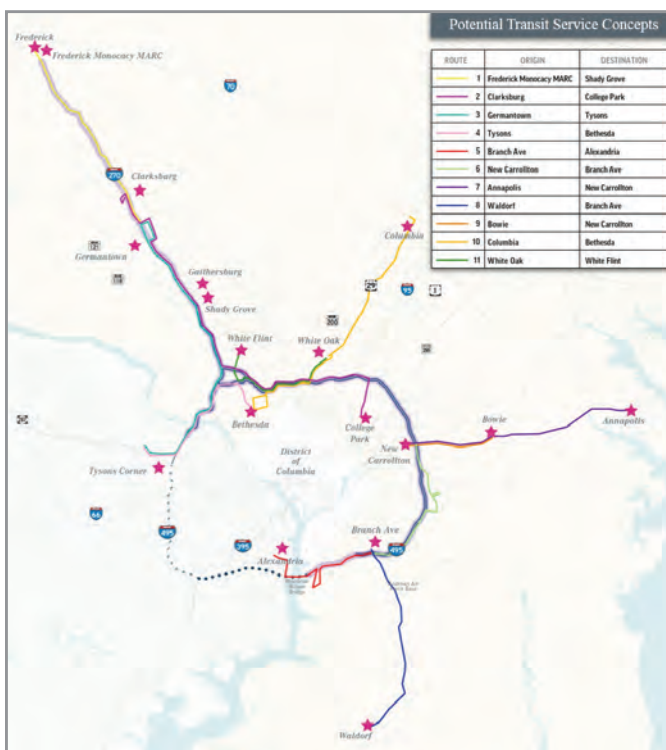 Potential Transit Service Concepts
ROUTE ORIGIN DESTINATION
1 Frederick Monocacy MARC Shady Grove
2 Clarksburg College Park
3 Germantown Tysons
4 Tysons Bethesda
5 Branch Ave Alexandria
6 New Carrollton Branch Ave
7 Annapolis New Carrollton
8 Waldorf Branch Ave
9 Bowie New Carrollton
10 Columbia Bethesda
11 White Oak White Flint
Frederick
Frederick Monocacy MARC
70
270
Clarksburg
Germantown
Columbia
Gaithersburg
Shady Grove
29
95
1
200
White Flint
White Oak
Bethesda
College
Park
Bowie
Annapolis
New
Carrollton
District
of
Columbia
Tysons Corner
66
495
395
Branch Ave
495
Alexandria
Waldorf